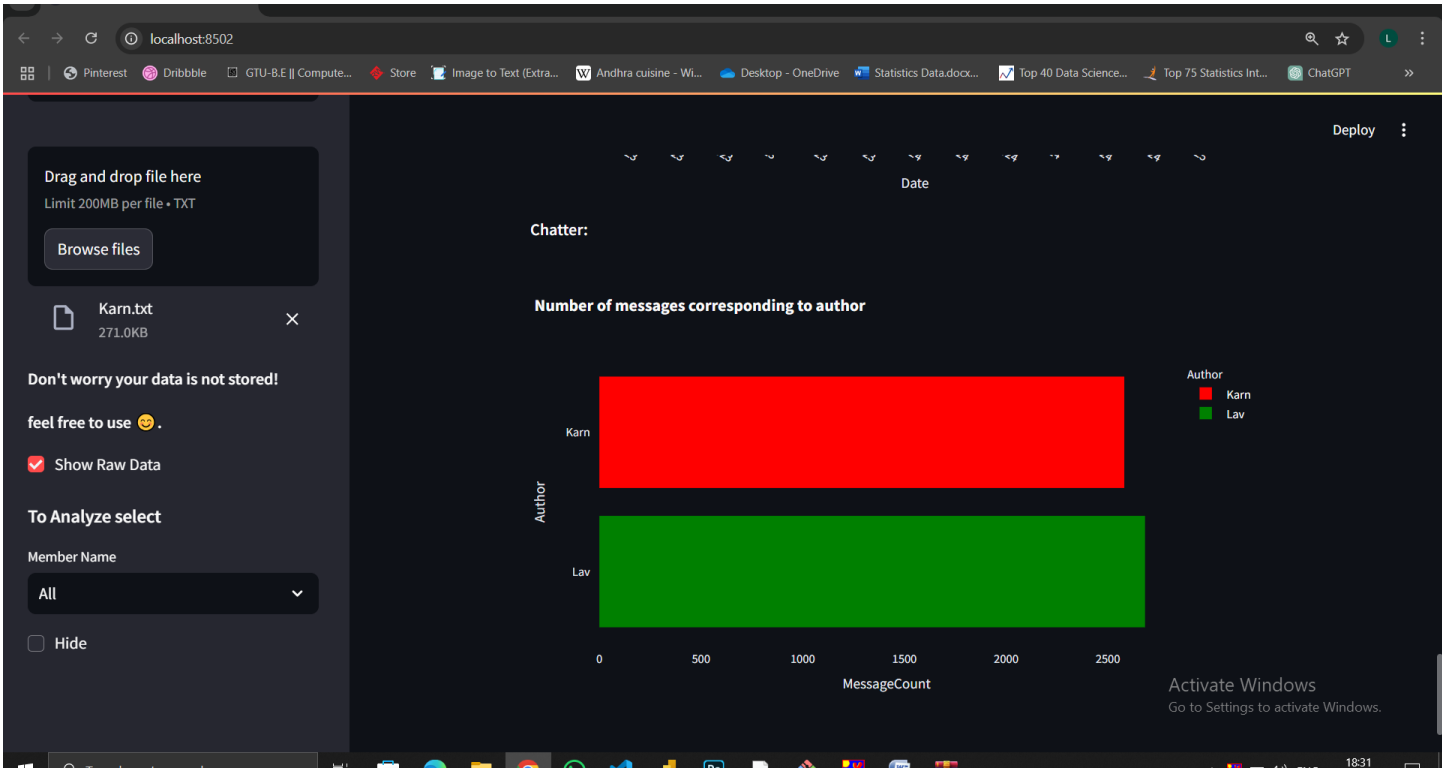 localhost:8502
L
Pinterest
Dribbble
GTU-B.E || Compute...
Store
Image to Text (Extra...
Andhra cuisine - Wi...
Desktop - OneDrive
Statistics Data.docx...
Top 40 Data Science...
Top 75 Statistics Int...
ChatGPT
»
Drag and drop file here
Limit 200MB per file • TXT
Browse files
Karn.txt
271.0KB
Don't worry your data is not stored!
feel free to use 😊 .
Show Raw Data
To Analyze select
Member Name
All
Hide
Deploy
Date
Chatter:
Number of messages corresponding to author
Author
Karn
Lav
Karn
Lav
Author
0 500 1000 1500 2000 2500
MessageCount
Activate Windows
Go to Settings to activate Windows.
18:31